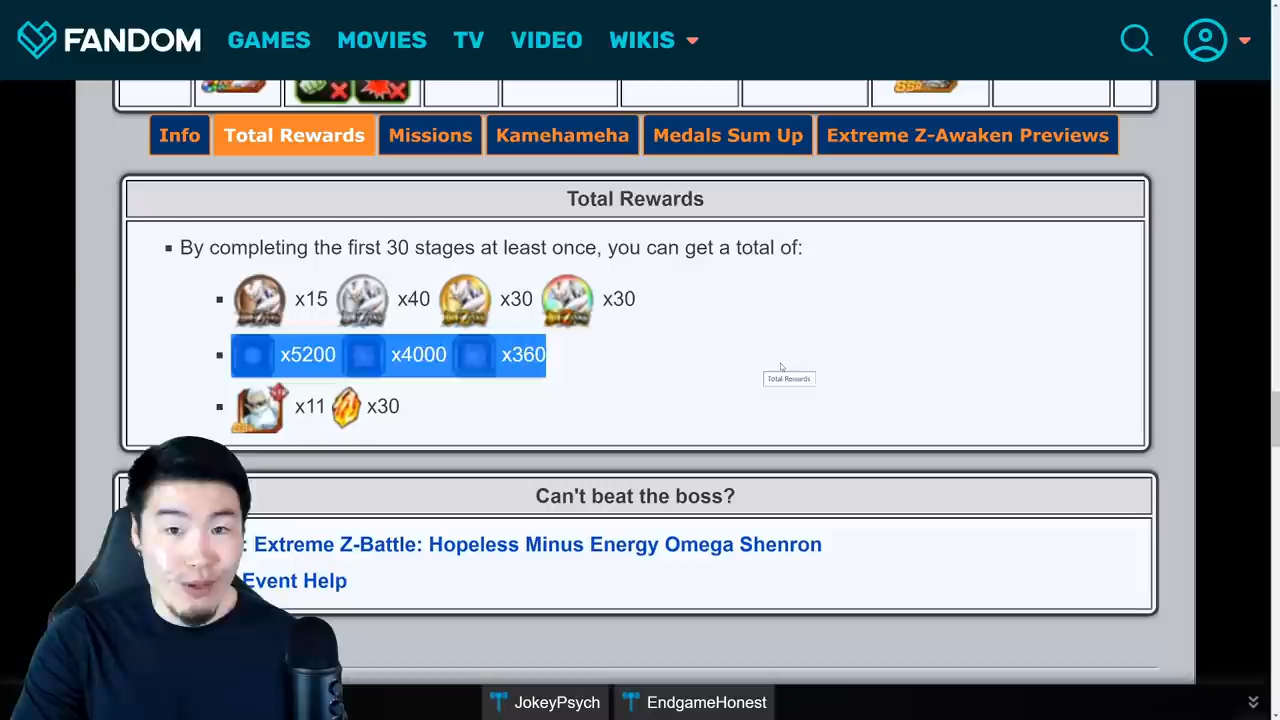 FANDOM GAMES MOVIES TV VIDEO WIKIS
Info Total Rewards Missions Kamehameha Medals Sum Up Extreme Z-Awaken Previews
Total Rewards
By completing the first 30 stages at least once, you can get a total of:
x15 x40 x30 x30
x5200 x4000 x360
Total Rewards
x11 x30
Can't beat the boss?
: Extreme Z-Battle: Hopeless Minus Energy Omega Shenron
Event Help
JokeyPsych EndgameHonest